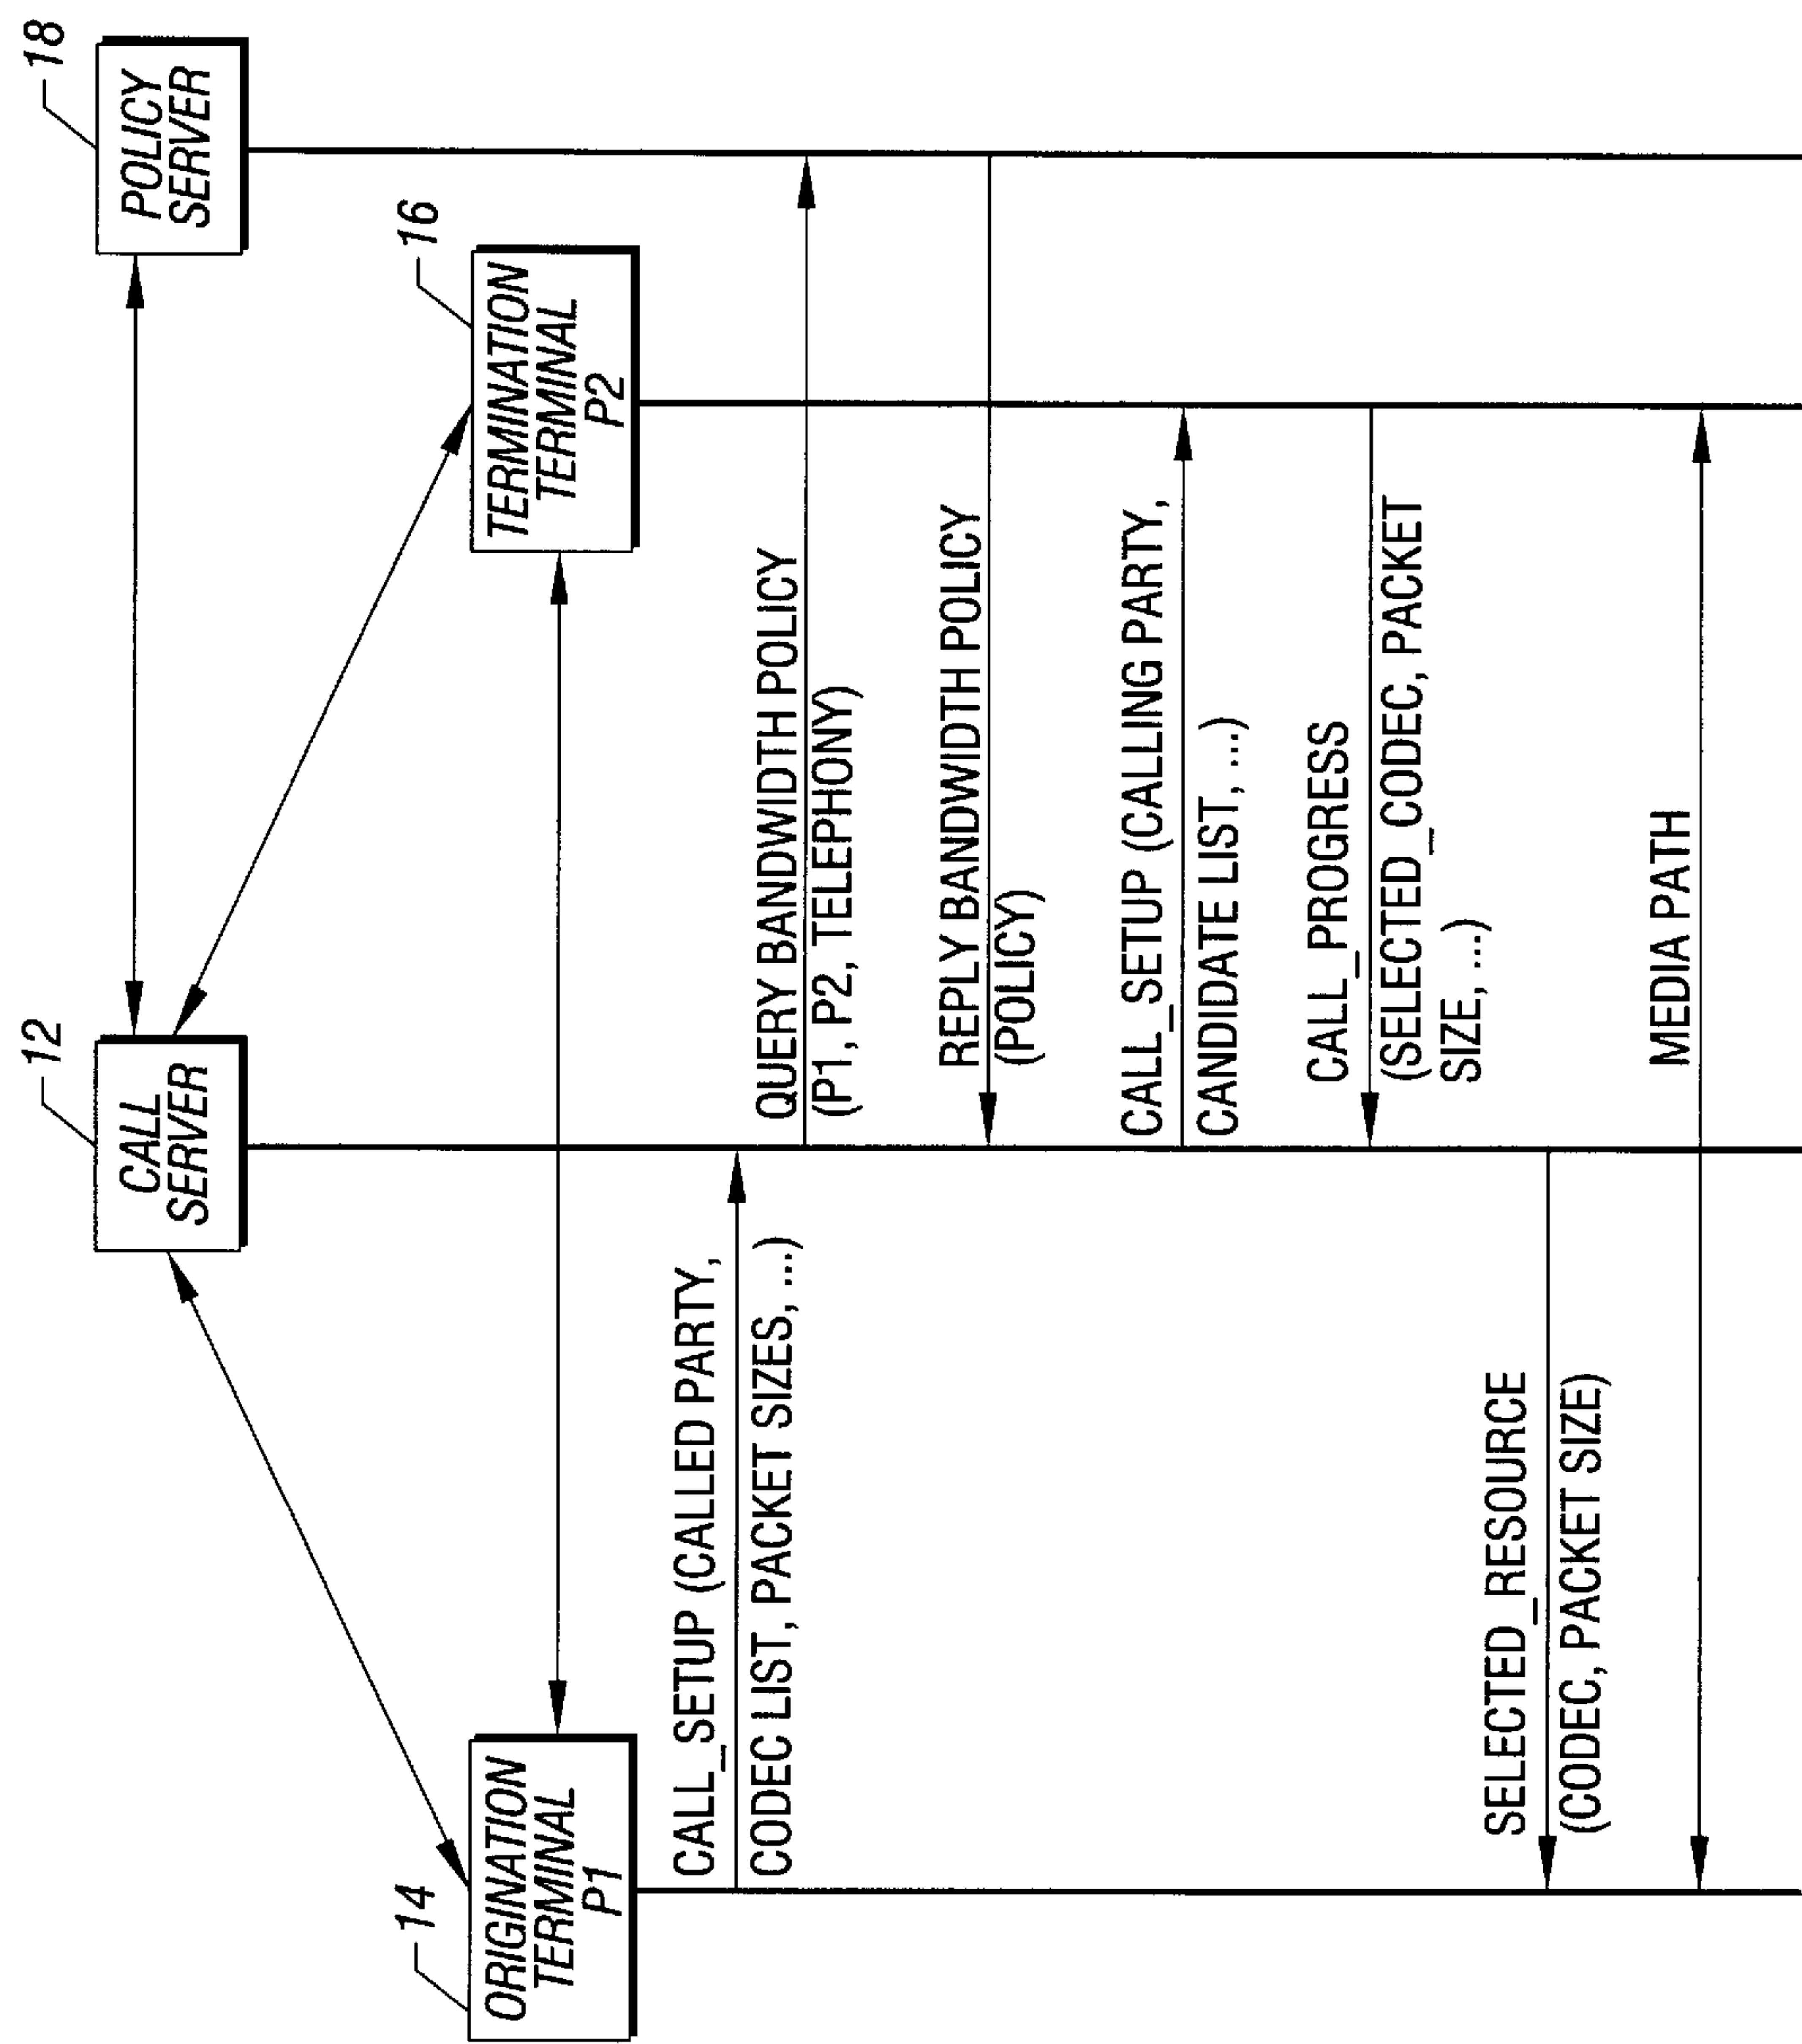 12
CALL
SERVER
18
POLICY
SERVER
14
ORIGINATION
TERMINAL
P1
16
TERMINATION
TERMINAL
P2
CALL_SETUP (CALLED PARTY,
CODEC LIST, PACKET SIZES, ...)
QUERY BANDWIDTH POLICY
(P1, P2, TELEPHONY)
REPLY BANDWIDTH POLICY
(POLICY)
CALL_SETUP (CALLING PARTY,
CANDIDATE LIST, ...)
CALL_PROGRESS
(SELECTED_CODEC, PACKET
SIZE, ...)
SELECTED_RESOURCE
(CODEC, PACKET SIZE)
MEDIA PATH